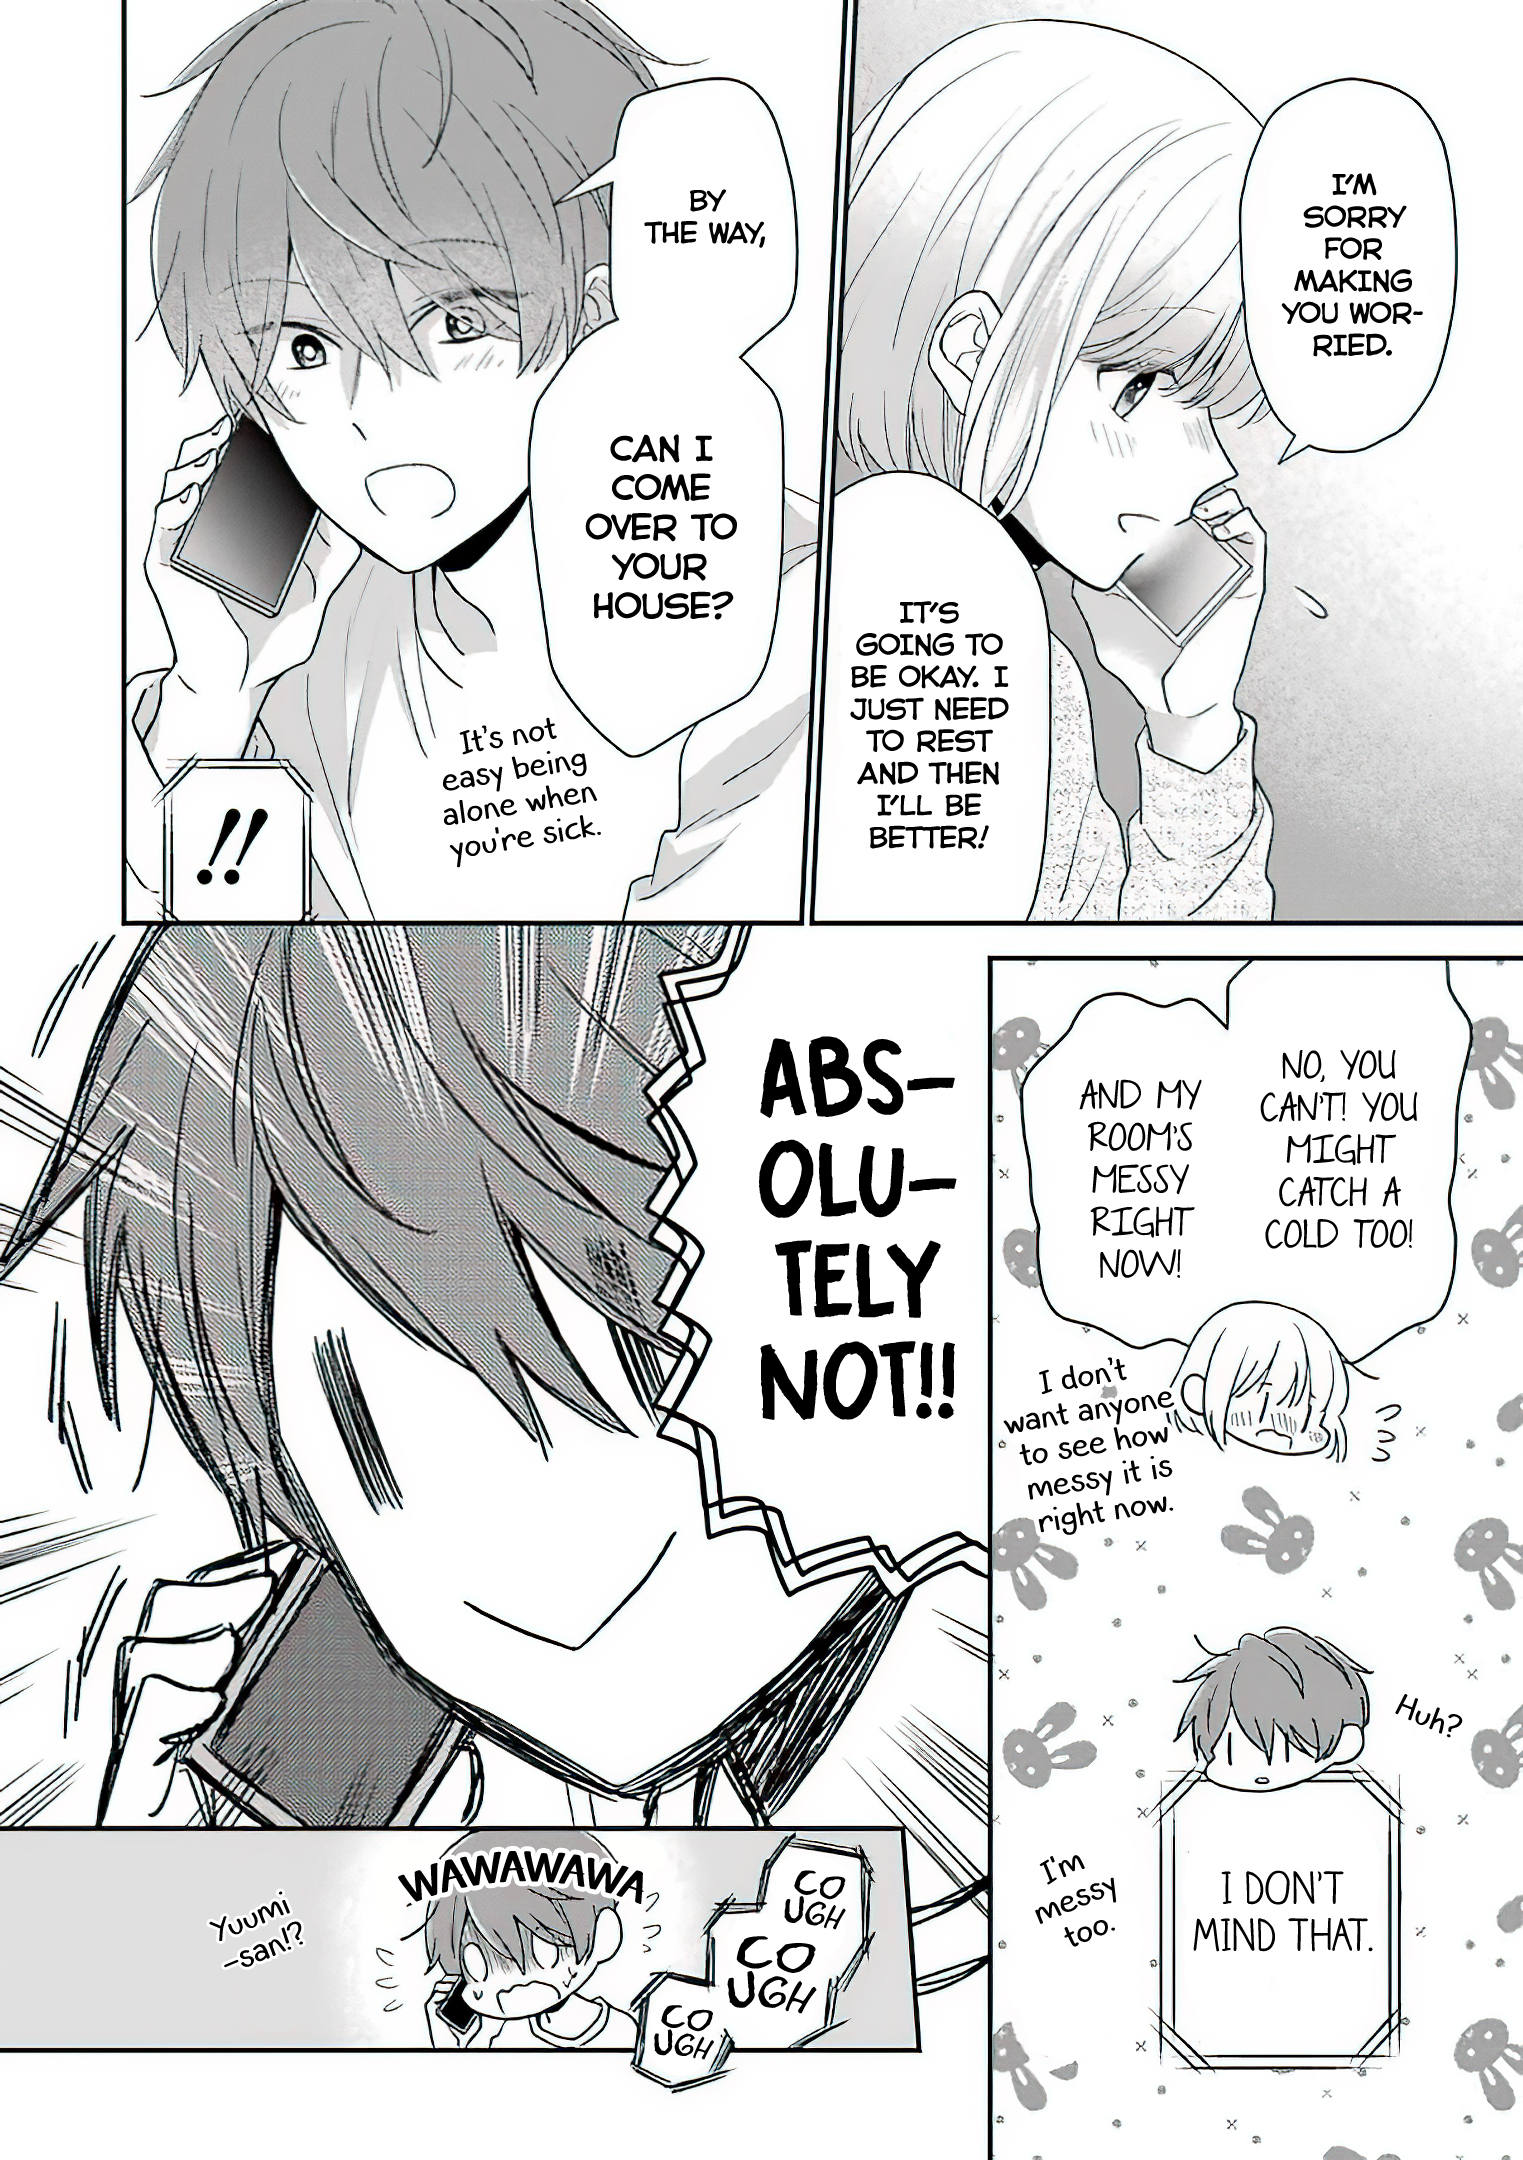 I'M
SORRY
FOR
MAKING
YOU WOR-
RIED.
IT'S
GOING TO
BE OKAY. I
JUST NEED
TO REST
AND THEN
I'LL BE
BETTER!
BY
THE WAY,
CAN I
COME
OVER TO
YOUR
HOUSE?
It's not
easy being
alone when
you're sick.
!!
NO, YOU
CAN'T! YOU
MIGHT
CATCH A
COLD TOO!
AND MY
ROOM'S
MESSY
RIGHT
NOW!
I don't
want anyone
to see how
messy it is
right now.
Huh?
I DON'T
MIND THAT.
I'm
messy
too.
ABS-
OLU-
TELY
NOT!!
CO
UGH
CO
UGH
CO
UGH
WAWAWAWA
Yuumi
-san!?